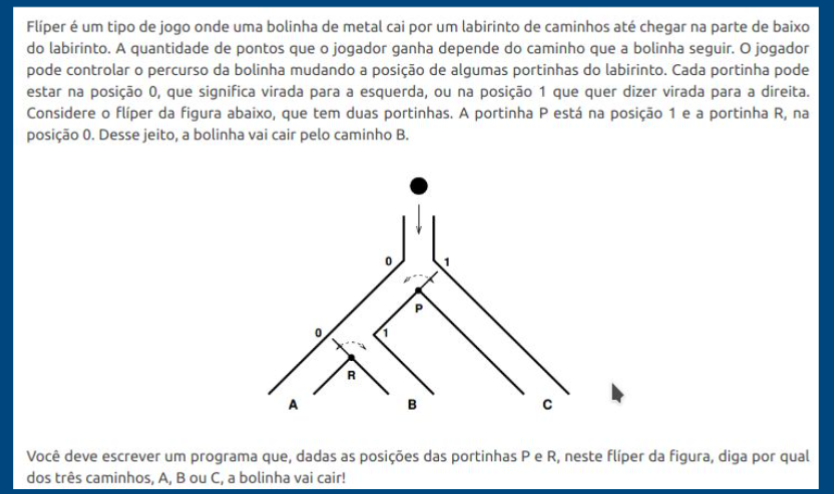 Flíper é um tipo de jogo onde uma bolinha de metal cai por um labirinto de caminhos até chegar na parte de baixo
do labirinto. A quantidade de pontos que o jogador ganha depende do caminho que a bolinha seguir. O jogador
pode controlar o percurso da bolinha mudando a posição de algumas portinhas do labirinto. Cada portinha pode
estar na posição 0, que significa virada para a esquerda, ou na posição 1 que quer dizer virada para a direita.
Considere o flíper da figura abaixo, que tem duas portinhas. A portinha P está na posição 1 e a portinha R, na
posição 0. Desse jeito, a bolinha vai cair pelo caminho B.
0 1
P
0 1
R
A B C
Você deve escrever um programa que, dadas as posições das portinhas P e R, neste flíper da figura, diga por qual
dos três caminhos, A, B ou C, a bolinha vai cair!